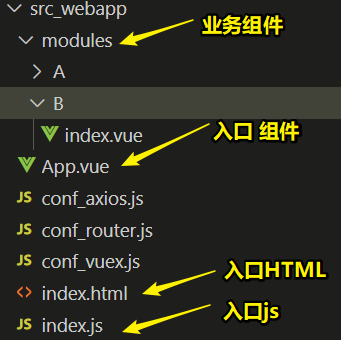 src_webapp
modules
业务组件
A
B
index.vue
App.vue
入口 组件
conf_axios.js
JS conf_router.js
JS conf_vuex.js
<> index.html
入口HTML
JS index.js
入口js